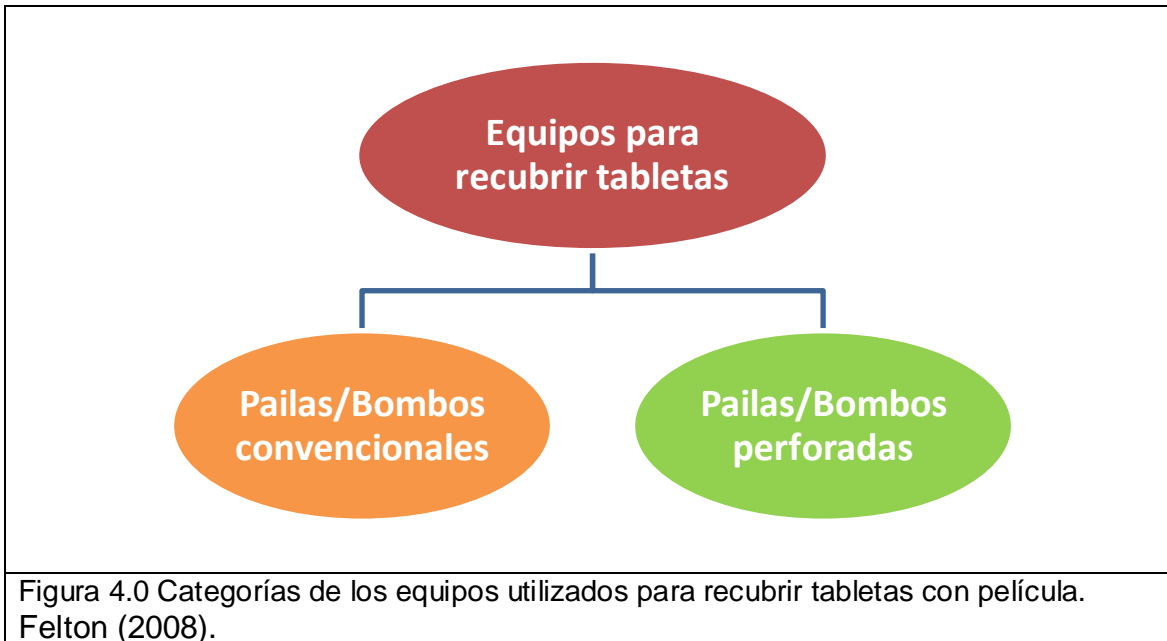 Equipos para
recubrir tabletas
Pailas/Bombos
convencionales
Pailas/Bombos
perforadas
Figura 4.0 Categorías de los equipos utilizados para recubrir tabletas con película.
Felton (2008).